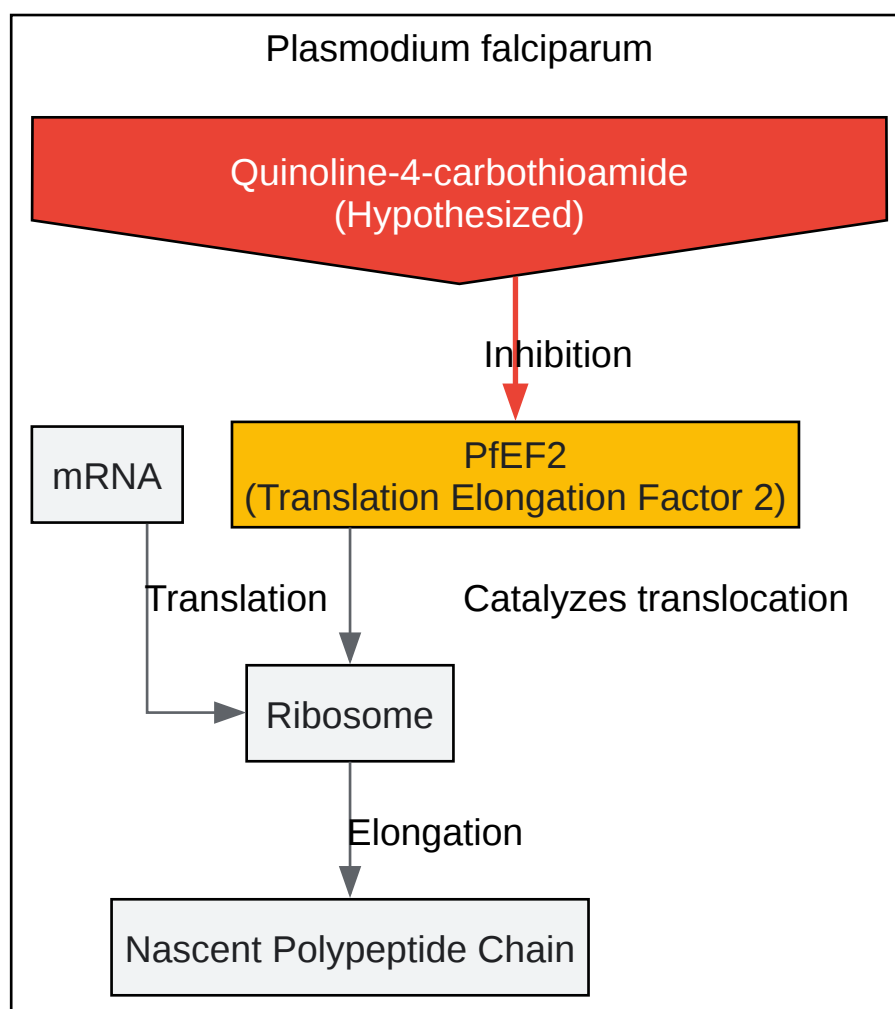 Plasmodium falciparum
Quinoline-4-carbothioamide
(Hypothesized)
Inhibition
mRNA
PfEF2
(Translation Elongation Factor 2)
Translation
Catalyzes translocation
Ribosome
Elongation
Nascent Polypeptide Chain